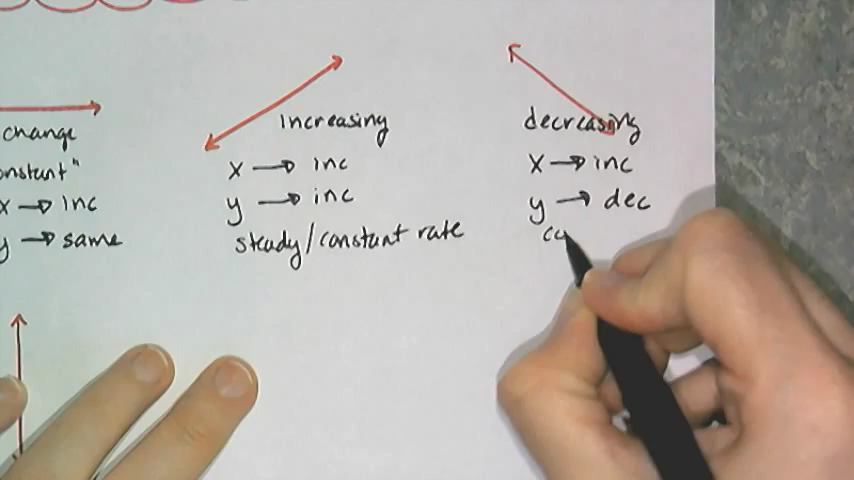 change
onstant"
x → inc
y → same
increasing
x → inc
y → inc
steady/constant rate
decreasing
x → inc
y → dec